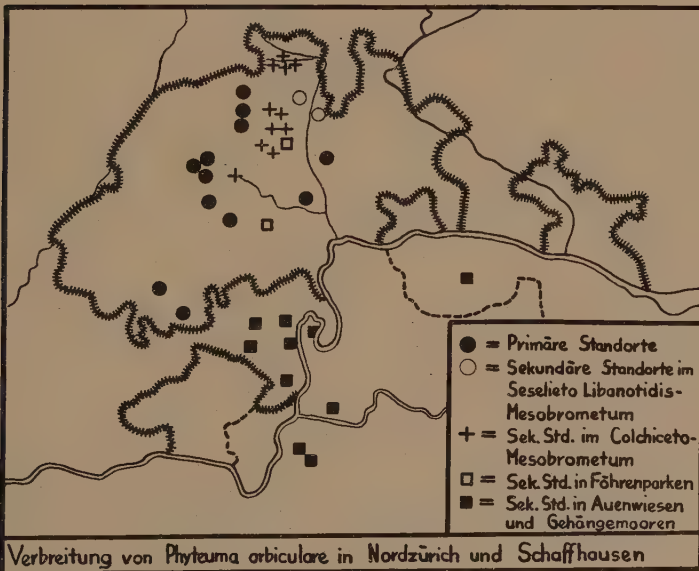 ● = Primäre Standorte
○ = Sekundäre Standorte im
Seselieto Libanotidis-
Mesobrometum
+ = Sek. Std. im Colchiceto-
Mesobrometum
□ = Sek. Std. in Föhrenparken
■ = Sek. Std. in Auenwiesen
und Gehängemooren
Verbreitung von Phyteuma orbiculare in Nordzürich und Schaffhausen